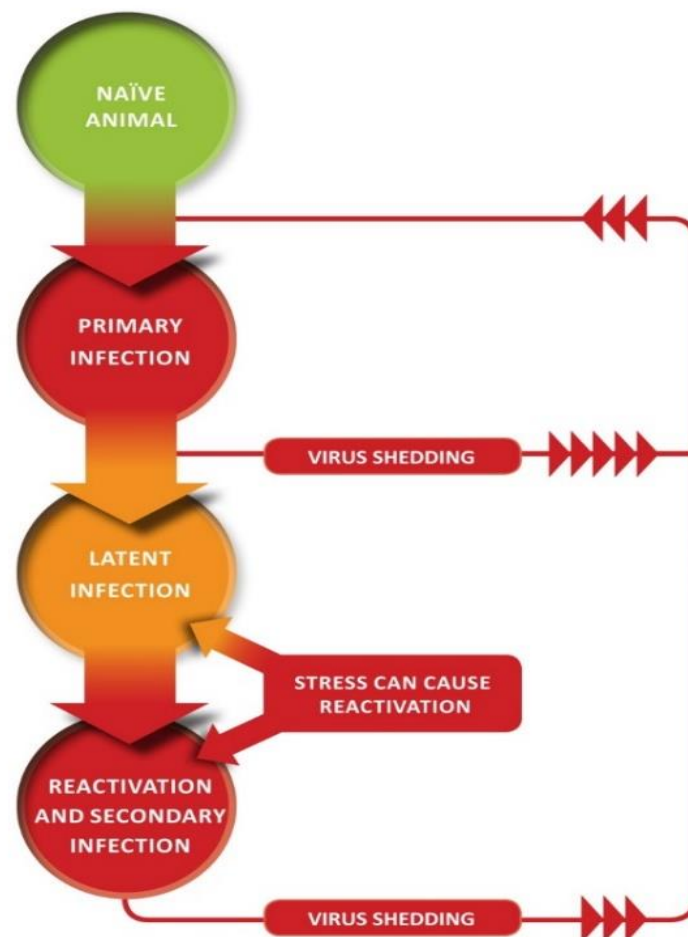 NAÏVE
ANIMAL
PRIMARY
INFECTION
VIRUS SHEDDING
LATENT
INFECTION
STRESS CAN CAUSE
REACTIVATION
REACTIVATION
AND SECONDARY
INFECTION
VIRUS SHEDDING